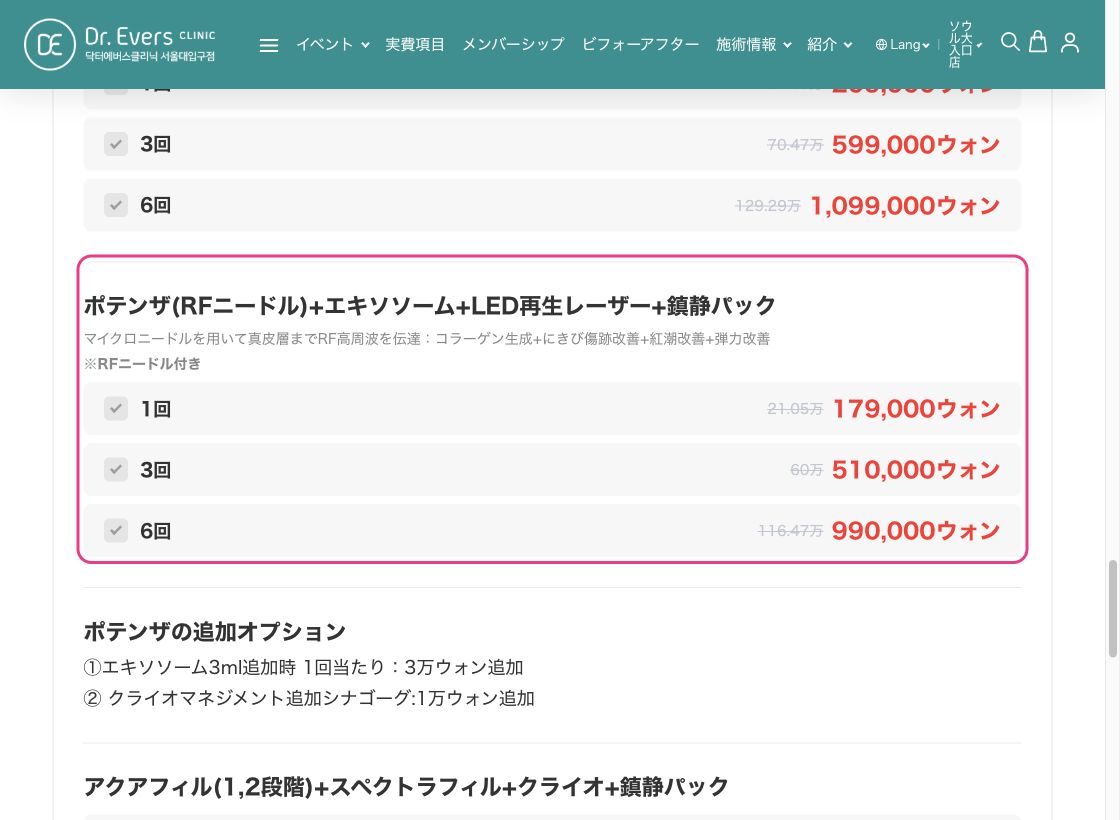 DE Dr. Evers CLINIC
닥터에버스클리닉 서울대입구점
イベント 実費項目 メンバーシップ ビフォーアフター 施術情報 紹介 Lang ソウル大入口店
3回 70.47万 599,000ウォン
6回 129.29万 1,099,000ウォン
ポテンザ(RFニードル)+エキソソーム+LED再生レーザー+鎮静パック
マイクロニードルを用いて真皮層までRF高周波を伝達：コラーゲン生成+にきび傷跡改善+紅潮改善+弾力改善
※RFニードル付き
1回 21.05万 179,000ウォン
3回 60万 510,000ウォン
6回 116.47万 990,000ウォン
ポテンザの追加オプション
①エキソソーム3ml追加時 1回当たり：3万ウォン追加
② クライオマネジメント追加シナゴーグ:1万ウォン追加
アクアフィル(1,2段階)+スペクトラフィル+クライオ+鎮静パック